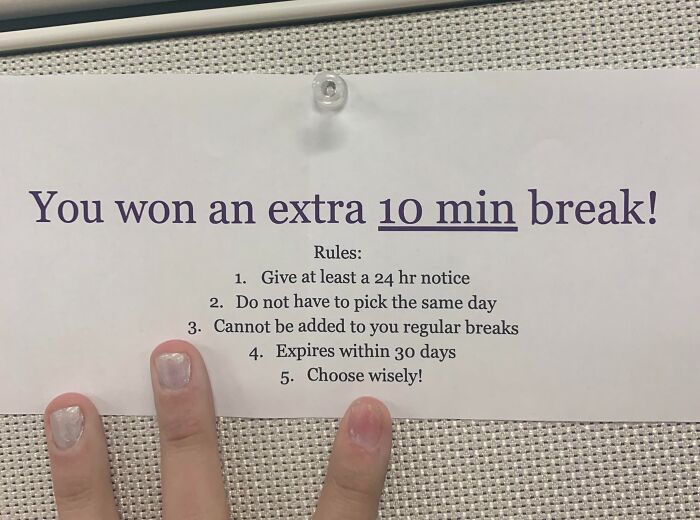 You won an extra 10 min break!
Rules:
1. Give at least a 24 hr notice
2. Do not have to pick the same day
3. Cannot be added to you regular breaks
4. Expires within 30 days
5. Choose wisely!